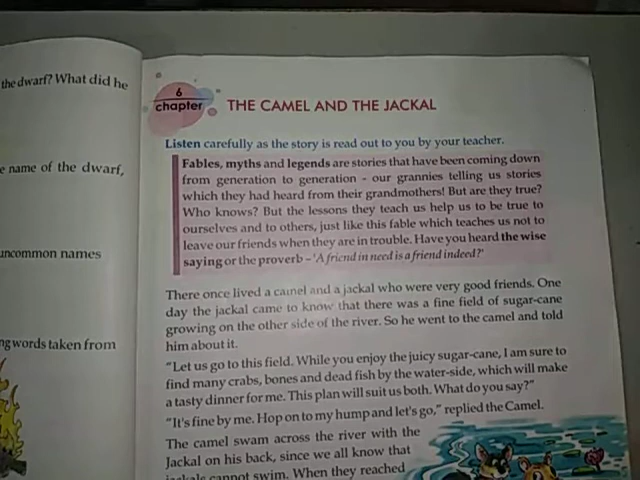 the dwarf? What did he
e name of the dwarf,
uncommon names
ng words taken from
6
chapter
THE CAMEL AND THE JACKAL
Listen carefully as the story is read out to you by your teacher.
Fables, myths and legends are stories that have been coming down
from generation to generation - our grannies telling us stories
which they had heard from their grandmothers! But are they true?
Who knows? But the lessons they teach us help us to be true to
ourselves and to others, just like this fable which teaches us not to
leave our friends when they are in trouble. Have you heard the wise
saying or the proverb – 'A friend in need is a friend indeed?'
There once lived a camel and a jackal who were very good friends. One
day the jackal came to know that there was a fine field of sugar-cane
growing on the other side of the river. So he went to the camel and told
him about it.
"Let us go to this field. While you enjoy the juicy sugar-cane, I am sure to
find many crabs, bones and dead fish by the water-side, which will make
a tasty dinner for me. This plan will suit us both. What do you say?"
"It's fine by me. Hop on to my hump and let's go," replied the Camel.
The camel swam across the river with the
Jackal on his back, since we all know that
jackals cannot swim. When they reached